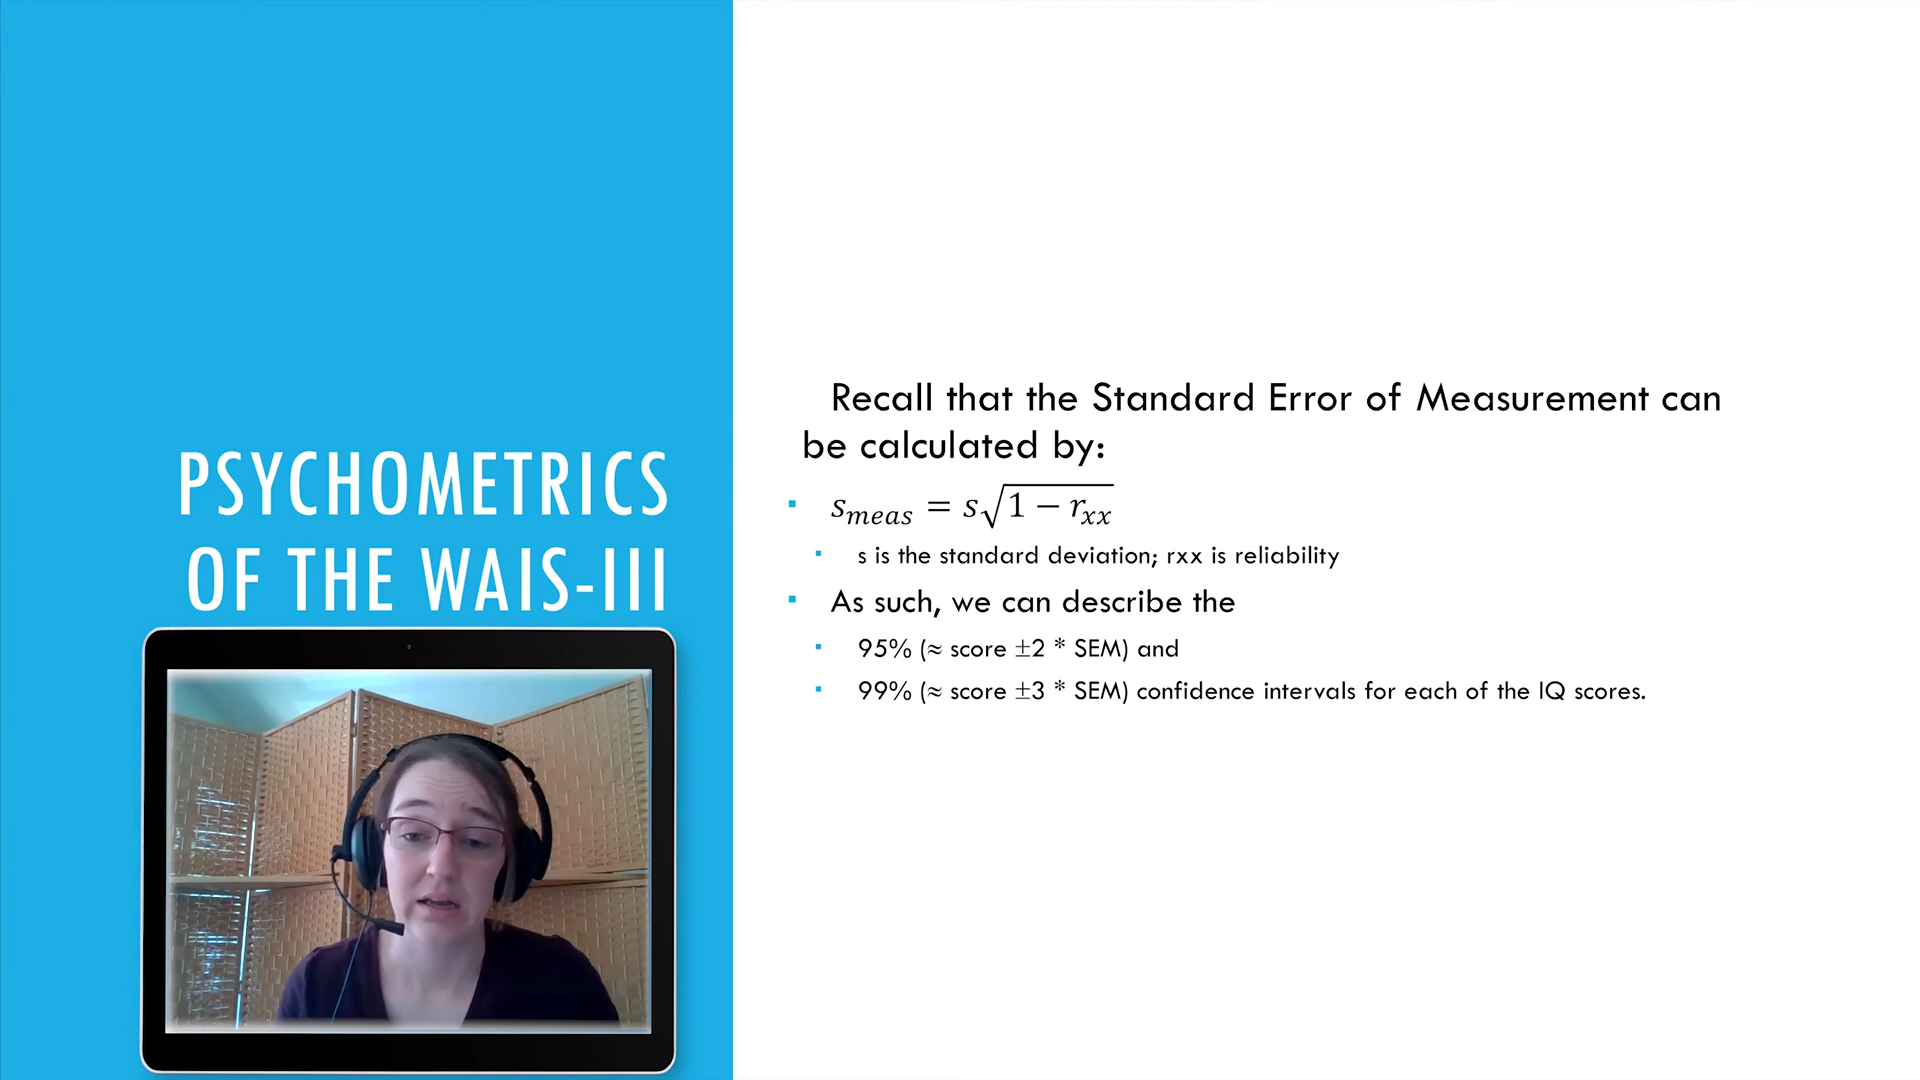 PSYCHOMETRICS
OF THE WAIS-III
Recall that the Standard Error of Measurement can
be calculated by:
▪ s_meas = s√(1 − r_xx)
▪ s is the standard deviation; rxx is reliability
▪ As such, we can describe the
▪ 95% (≈ score ±2 * SEM) and
▪ 99% (≈ score ±3 * SEM) confidence intervals for each of the IQ scores.